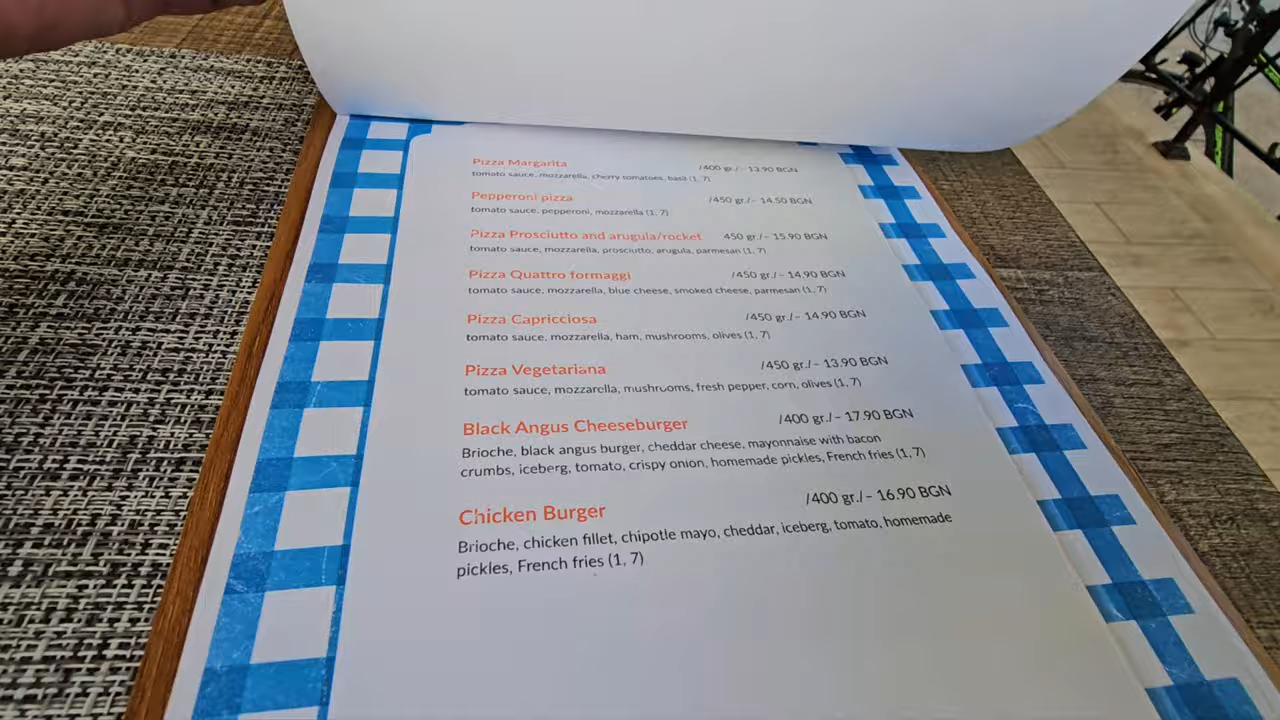 Pizza Margarita /400 gr./- 13.90 BGN
tomato sauce, mozzarella, cherry tomatoes, basil (1, 7)
Pepperoni pizza /450 gr./- 14.50 BGN
tomato sauce, pepperoni, mozzarella (1, 7)
Pizza Prosciutto and arugula/rocket 450 gr./- 15.90 BGN
tomato sauce, mozzarella, prosciutto, arugula, parmesan (1, 7)
Pizza Quattro formaggi /450 gr./- 14.90 BGN
tomato sauce, mozzarella, blue cheese, smoked cheese, parmesan (1, 7)
Pizza Capricciosa /450 gr./- 14.90 BGN
tomato sauce, mozzarella, ham, mushrooms, olives (1, 7)
Pizza Vegetariana /450 gr./- 13.90 BGN
tomato sauce, mozzarella, mushrooms, fresh pepper, corn, olives (1, 7)
Black Angus Cheeseburger /400 gr./- 17.90 BGN
Brioche, black angus burger, cheddar cheese, mayonnaise with bacon
crumbs, iceberg, tomato, crispy onion, homemade pickles, French fries (1, 7)
Chicken Burger /400 gr./- 16.90 BGN
Brioche, chicken fillet, chipotle mayo, cheddar, iceberg, tomato, homemade
pickles, French fries (1, 7)